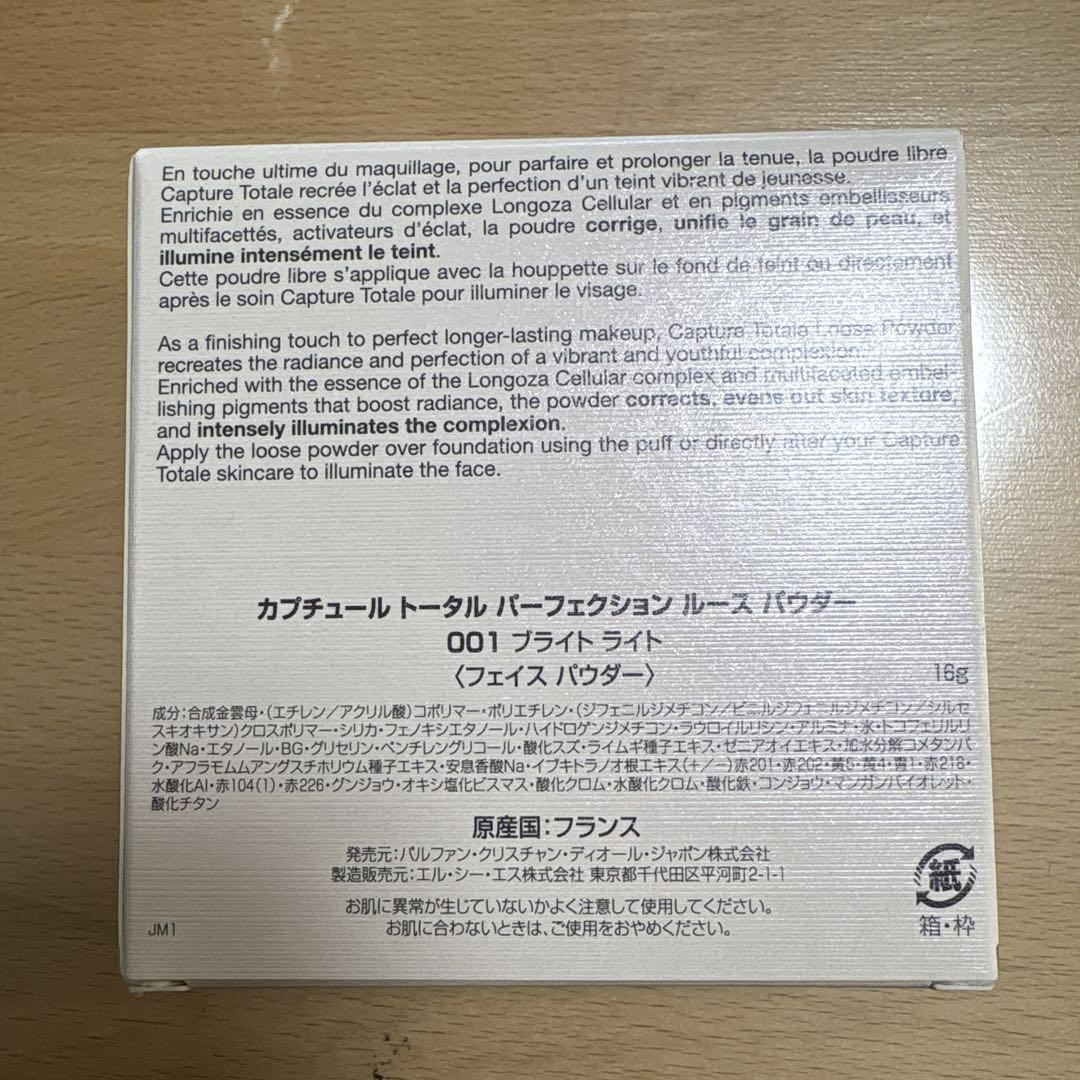 En touche ultime du maquillage, pour parfaire et prolonger la tenue, la poudre libre
Capture Totale recrée l'éclat et la perfection d'un teint vibrant de jeunesse.
Enrichie en essence du complexe Longoza Cellular et en pigments embellisseurs
multifacettés, activateurs d'éclat, la poudre corrige, unifie le grain de peau, et
illumine intensément le teint.
Cette poudre libre s'applique avec la houppette sur le fond de teint ou directement
après le soin Capture Totale pour illuminer le visage.
As a finishing touch to perfect longer-lasting makeup, Capture Totale Loose Powder
recreates the radiance and perfection of a vibrant and youthful complexion.
Enriched with the essence of the Longoza Cellular complex and multifaceted embel-
lishing pigments that boost radiance, the powder corrects, evens out skin texture,
and intensely illuminates the complexion.
Apply the loose powder over foundation using the puff or directly after your Capture
Totale skincare to illuminate the face.
カプチュール トータル パーフェクション ルース パウダー
001 ブライト ライト
〈フェイス パウダー〉
16g
成分:合成金雲母・(エチレン/アクリル酸)コポリマー・ポリエチレン・(ジフェニルジメチコン/ビニルジフェニルジメチコン/シルセ
スキオキサン)クロスポリマー・シリカ・フェノキシエタノール・ハイドロゲンジメチコン・ラウロイルリシン・アルミナ・水・トコフェリルリ
ン酸Na・エタノール・BG・グリセリン・ペンチレングリコール・酸化スズ・ライムギ種子エキス・ゼニアオイエキス・加水分解コメタンパ
ク・アフラモムムアングスチホリウム種子エキス・安息香酸Na・イブキトラノオ根エキス(+/−)赤201・赤202・黄5・黄4・青1・赤218・
水酸化Al・赤104(1)・赤226・グンジョウ・オキシ塩化ビスマス・酸化クロム・水酸化クロム・酸化鉄・コンジョウ・マンガンバイオレット・
酸化チタン
原産国:フランス
発売元:パルファン・クリスチャン・ディオール・ジャポン株式会社
製造販売元:エル・シー・エス株式会社 東京都千代田区平河町2-1-1
お肌に異常が生じていないかよく注意して使用してください。
お肌に合わないときは、ご使用をおやめください。
JM1
紙
箱・枠